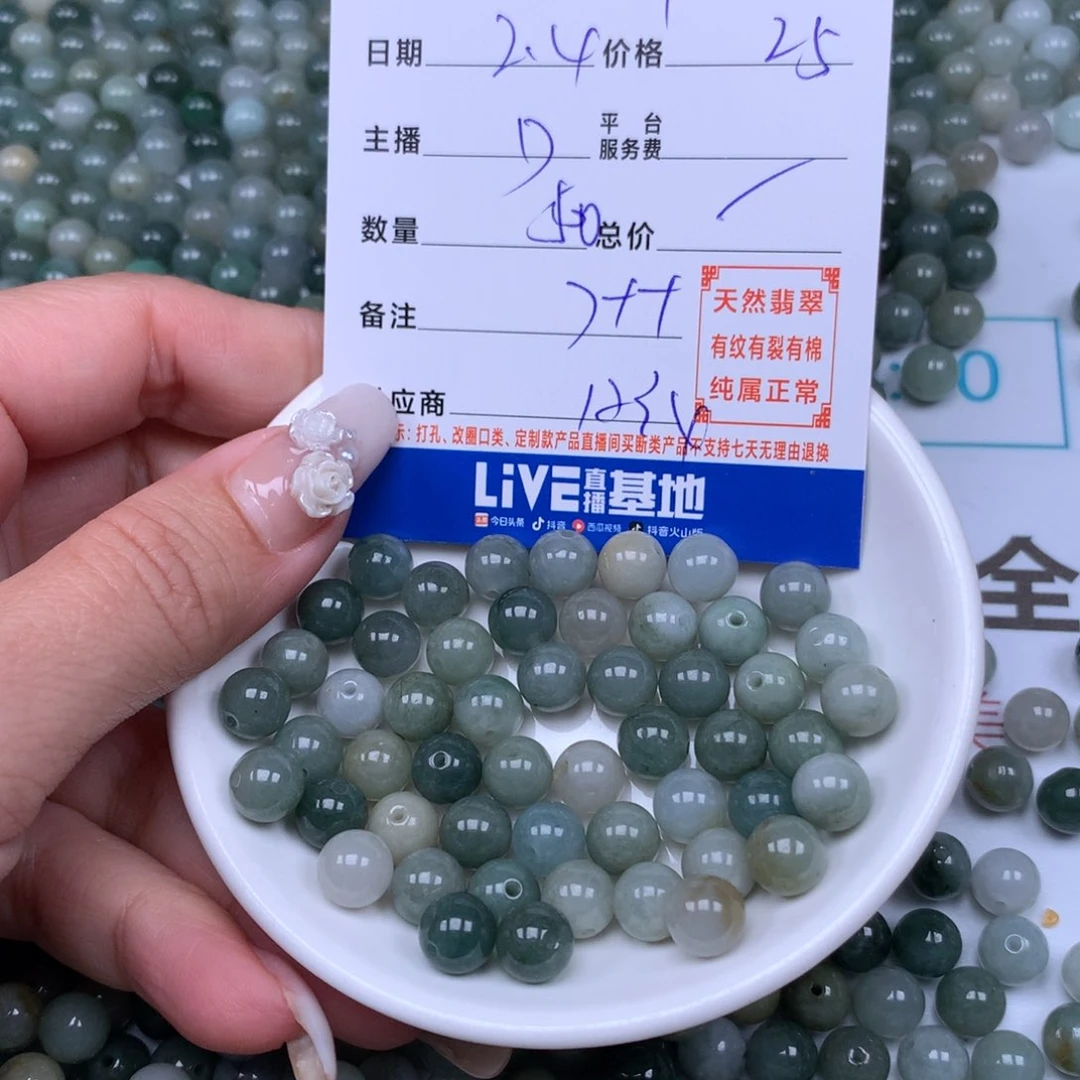 日期 2.4 价格 25
主播 D 平台服务费
数量 50 总价
备注
应商
天然翡翠
有纹有裂有棉
纯属正常
示：打孔、改圈口类、定制款产品直播间买断类产品不支持七天无理由退换
LiVE直播基地
今日头条 抖音 西瓜视频 抖音火山版
全